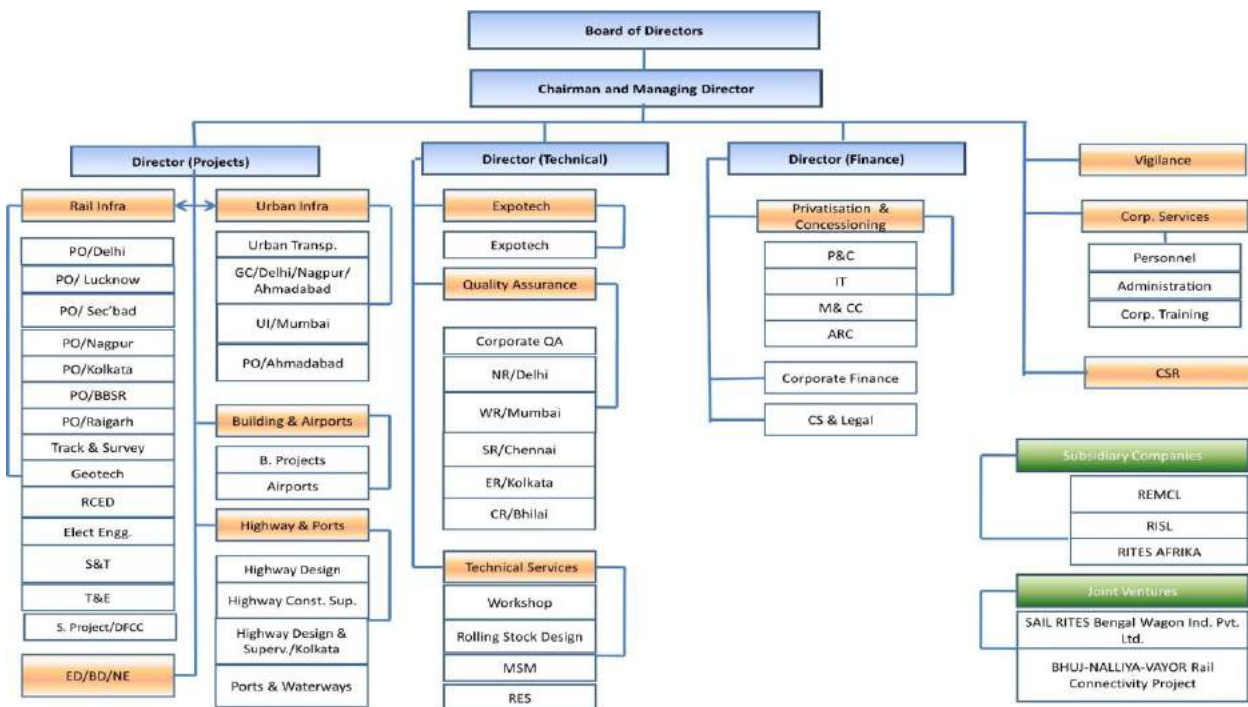 Board of Directors
Chairman and Managing Director
Director (Projects)
Rail Infra
PO/Delhi
PO/ Lucknow
PO/ Sec'bad
PO/Nagpur
PO/Kolkata
PO/BBSR
PO/Raigarh
Track & Survey
Geotech
RCED
Elect Engg.
S&T
T&E
S. Project/DFCC
ED/BD/NE
Urban Infra
Urban Transp.
GC/Delhi/Nagpur/
Ahmadabad
UI/Mumbai
PO/Ahmadabad
Building & Airports
B. Projects
Airports
Highway & Ports
Highway Design
Highway Const. Sup.
Highway Design &
Superv./Kolkata
Ports & Waterways
Director (Technical)
Expotech
Expotech
Quality Assurance
Corporate QA
NR/Delhi
WR/Mumbai
SR/Chennai
ER/Kolkata
CR/Bhilai
Technical Services
Workshop
Rolling Stock Design
MSM
RES
Director (Finance)
Privatisation &
Concessioning
P&C
IT
M& CC
ARC
Corporate Finance
CS & Legal
Vigilance
Corp. Services
Personnel
Administration
Corp. Training
CSR
Subsidiary Companies
REMCL
RISL
RITES AFRIKA
Joint Ventures
SAIL RITES Bengal Wagon Ind. Pvt.
Ltd.
BHUJ-NALLIYA-VAYOR Rail
Connectivity Project